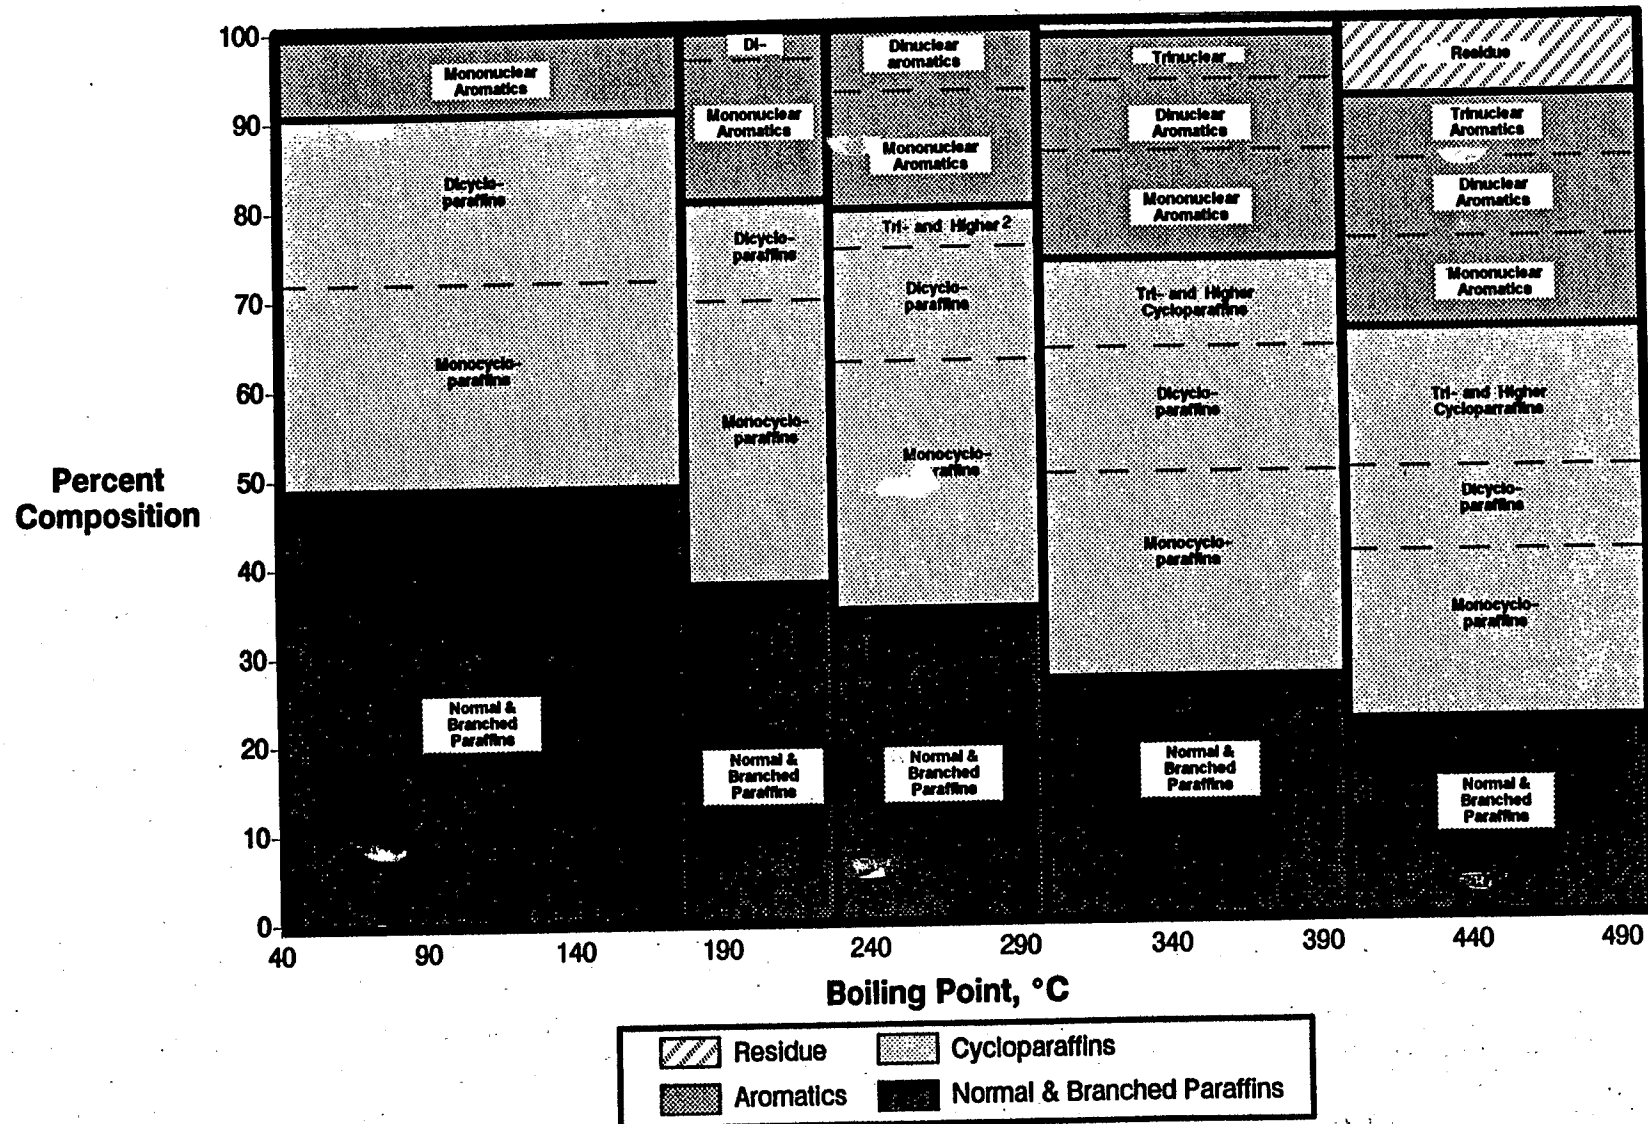 100
90
80
70
60
50
40
30
20
10
0
Percent
Composition
Mononuclear
Aromatics
Dicyclo-
paraffins
Monocyclo-
paraffins
Normal &
Branched
Paraffins
Di-
Mononuclear
Aromatics
Dicyclo-
paraffins
Monocyclo-
paraffins
Normal &
Branched
Paraffins
Dinuclear
aromatics
Mononuclear
Aromatics
Tri- and Higher 2
Dicyclo-
paraffins
Monocyclo-
raffins
Normal &
Branched
Paraffins
Trinuclear
Dinuclear
Aromatics
Mononuclear
Aromatics
Tri- and Higher
Cycloparaffins
Dicyclo-
paraffins
Monocyclo-
paraffins
Normal &
Branched
Paraffins
Residue
Trinuclear
Aromatics
Dinuclear
Aromatics
Mononuclear
Aromatics
Tri- and Higher
Cycloparraffins
Dicyclo-
paraffins
Monocyclo-
paraffins
Normal &
Branched
Paraffins
40 90 140 190 240 290 340 390 440 490
Boiling Point, °C
Residue Cycloparaffins
Aromatics Normal & Branched Paraffins